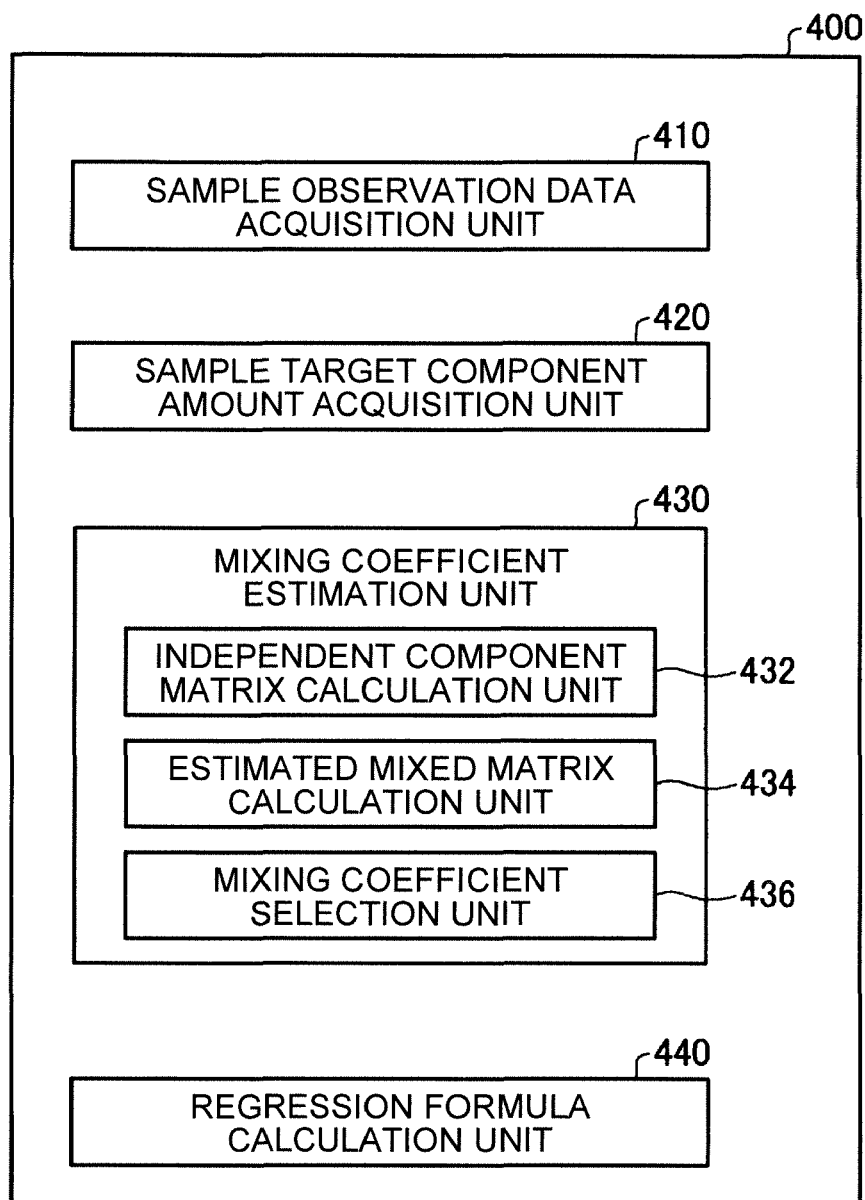 400
410
SAMPLE OBSERVATION DATA
ACQUISITION UNIT
420
SAMPLE TARGET COMPONENT
AMOUNT ACQUISITION UNIT
430
MIXING COEFFICIENT
ESTIMATION UNIT
INDEPENDENT COMPONENT
MATRIX CALCULATION UNIT
432
ESTIMATED MIXED MATRIX
CALCULATION UNIT
434
MIXING COEFFICIENT
SELECTION UNIT
436
440
REGRESSION FORMULA
CALCULATION UNIT